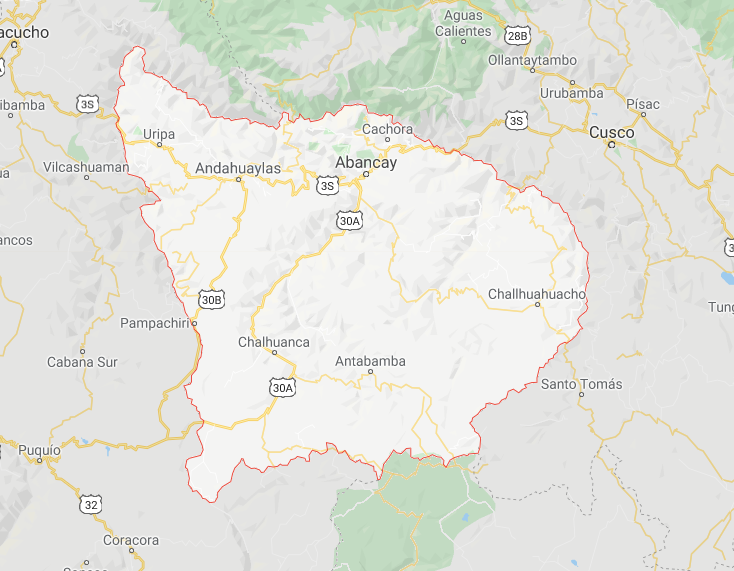 Aguas
Calientes
28B
acucho
Ollantaytambo
Urubamba
ibamba
3S
Písac
3S
Uripa
Cachora
Cusco
Vilcashuaman
Andahuaylas
Abancay
3S
ua
30A
ancos
3
Tung
30B
Challhuahuacho
Pampachiri
Chalhuanca
Cabana Sur
Antabamba
30A
Santo Tomás
Puquio
32
Coracora